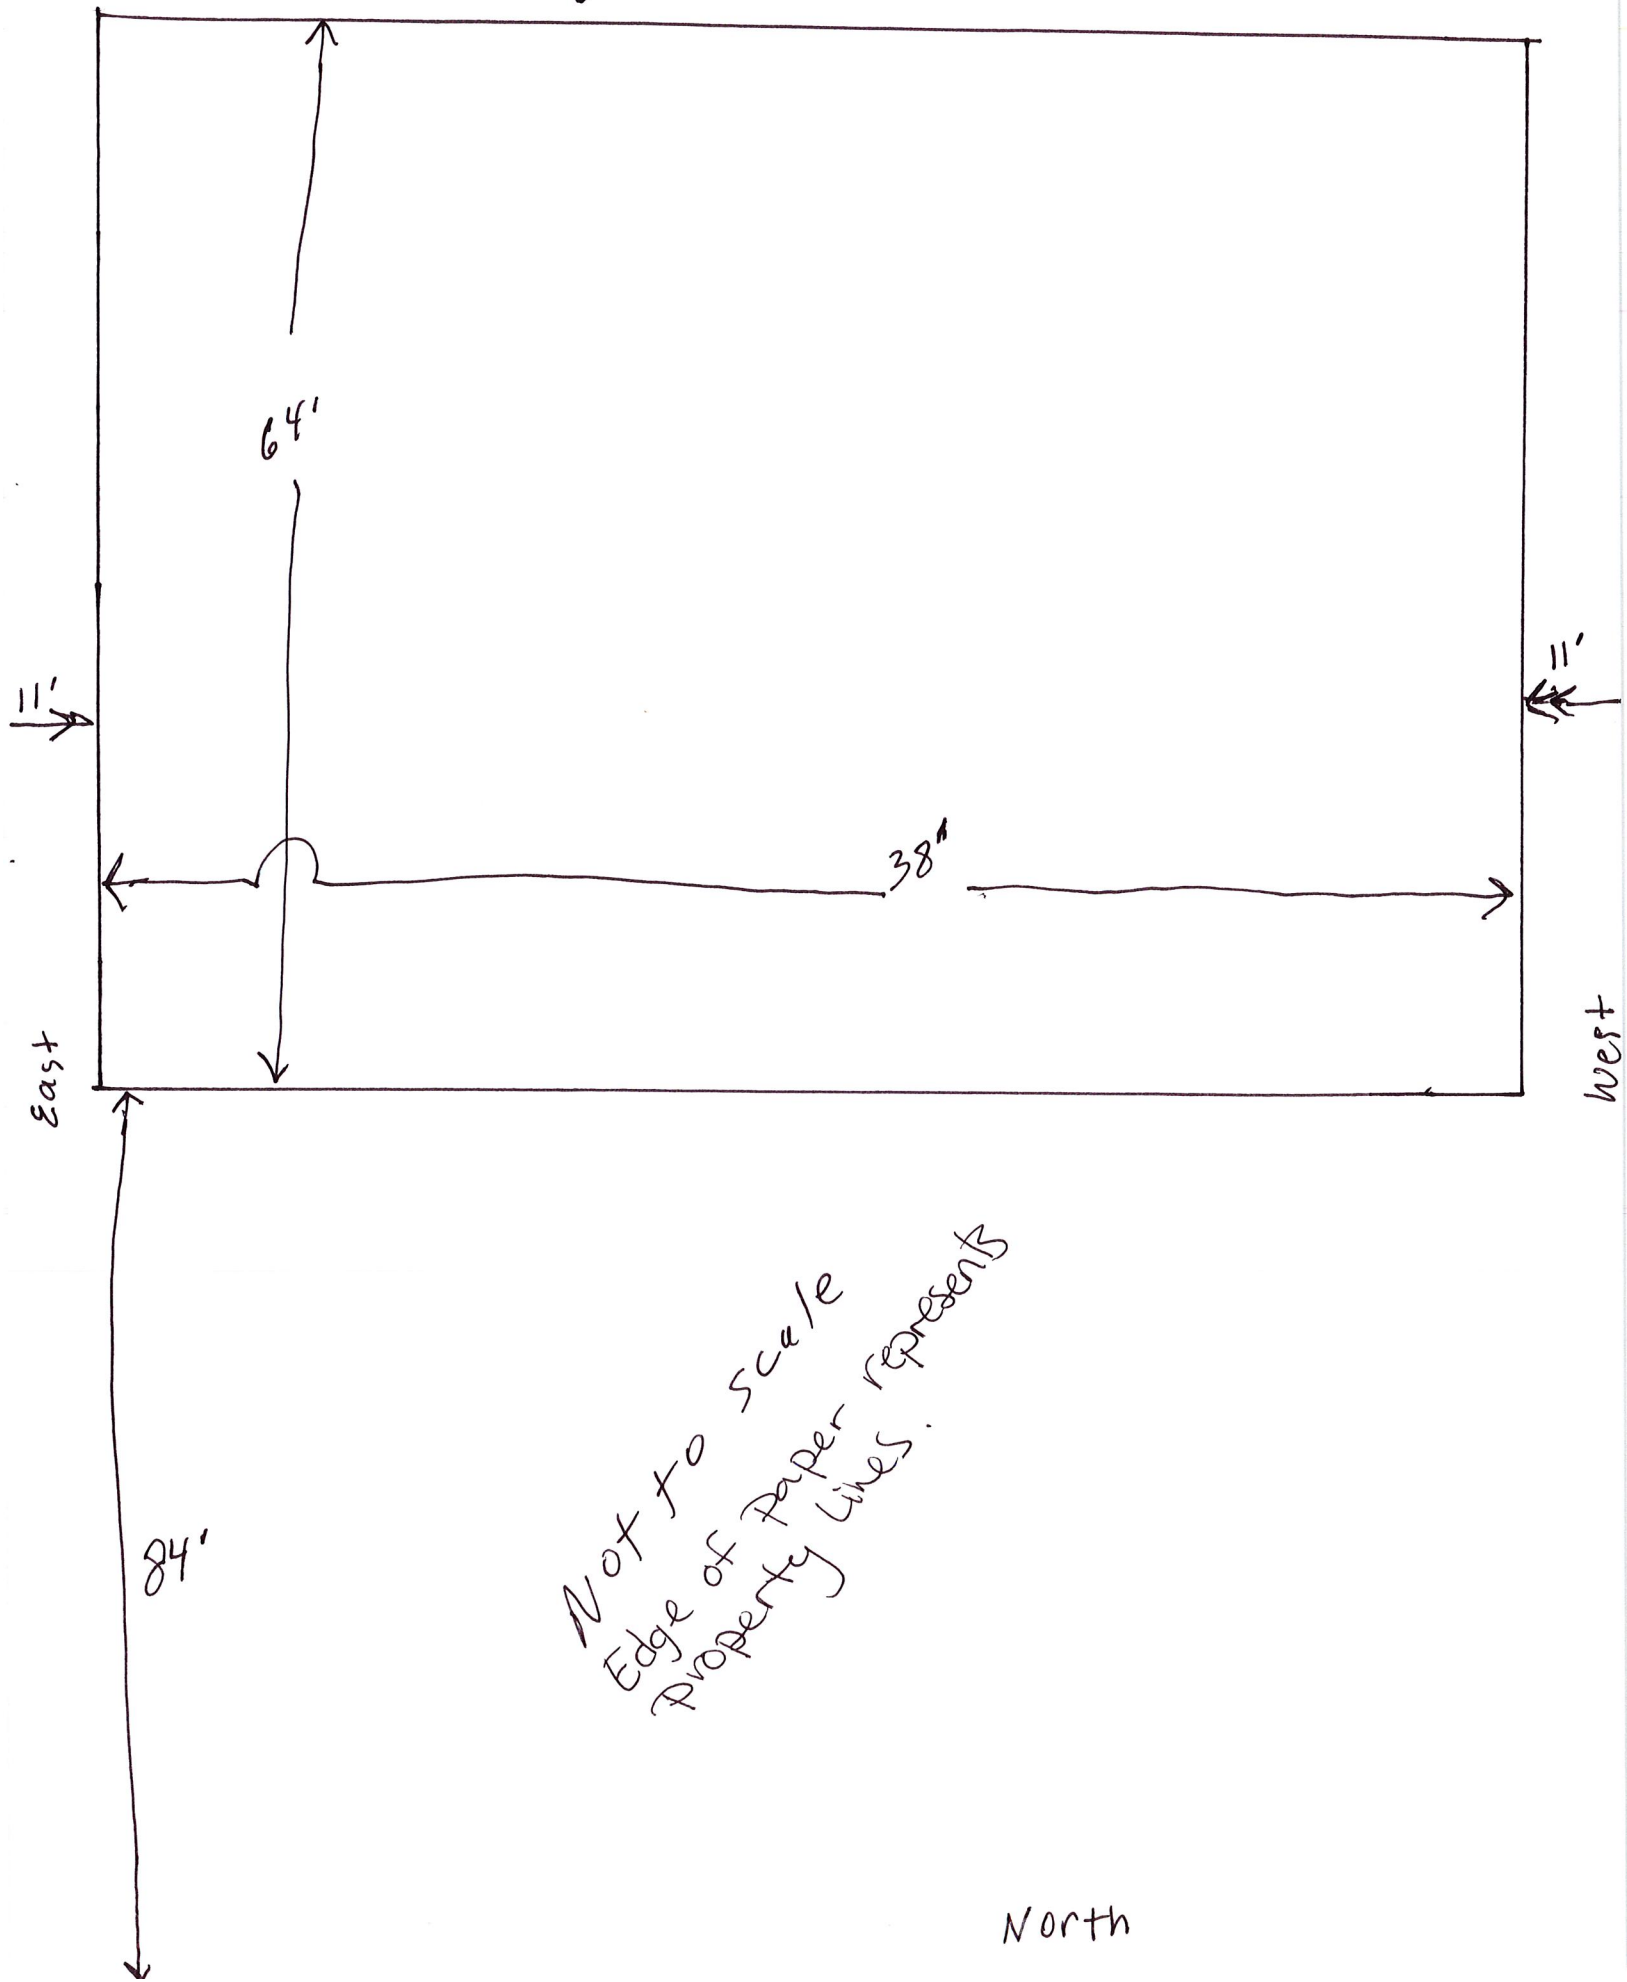 64'
11'
11'
38"
East
West
Not to scale
Edge of Paper represents
Property Lines.
84'
North